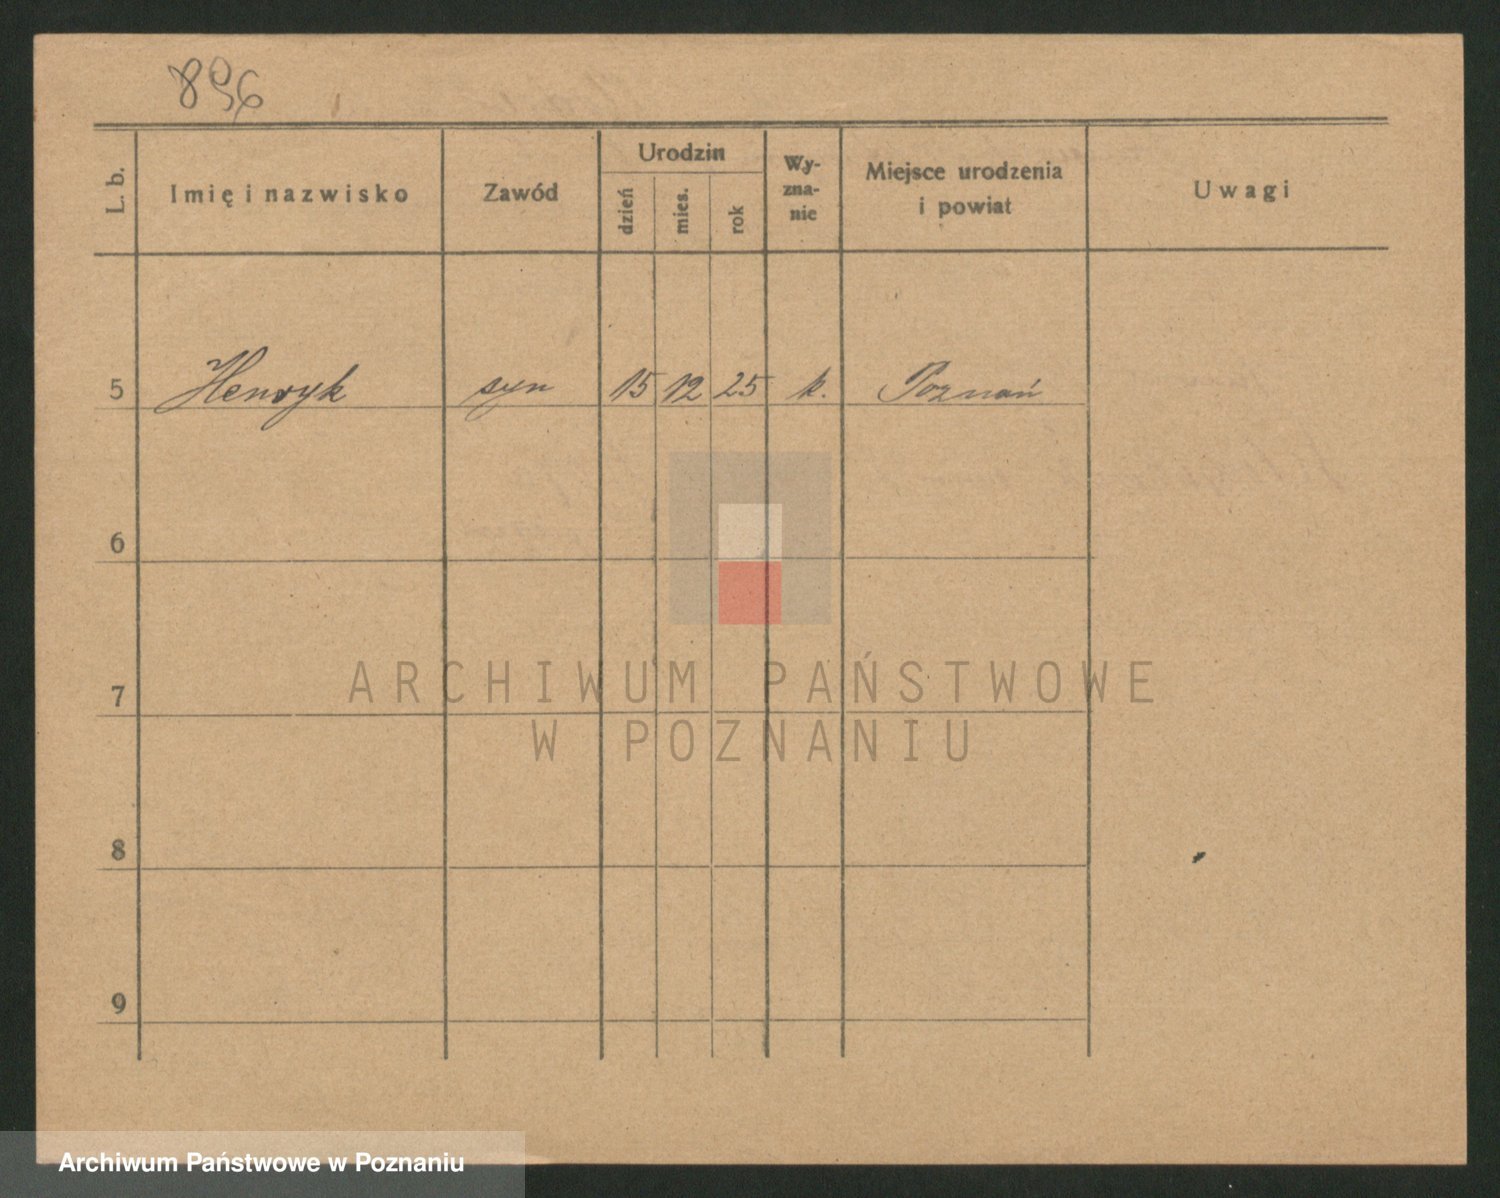 896
L. b. Imię i nazwisko Zawód Urodzin dzień mies. rok Wy-zna-nie Miejsce urodzenia i powiat Uwagi
5 Henryk syn 15 12 25 k. Poznań
6
7
8
9
ARCHIWUM PAŃSTWOWE
W POZNANIU
Archiwum Państwowe w Poznaniu